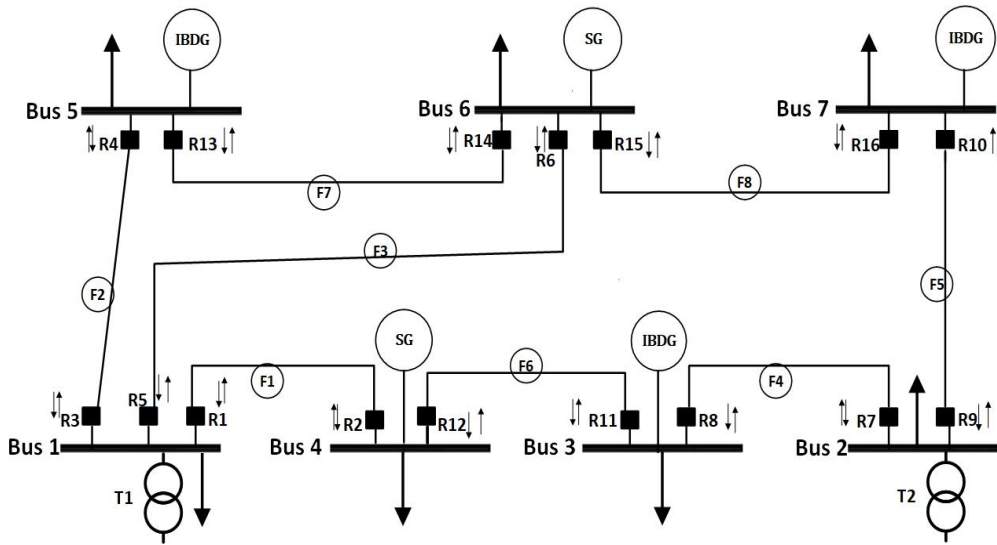 IBDG
SG
IBDG
Bus 5
Bus 6
Bus 7
R4
R13
R14
R6
R15
R16
R10
F7
F8
F3
F2
F5
SG
IBDG
F1
F6
F4
R3
R5
R1
R2
R12
R11
R8
R7
R9
Bus 1
Bus 4
Bus 3
Bus 2
T1
T2